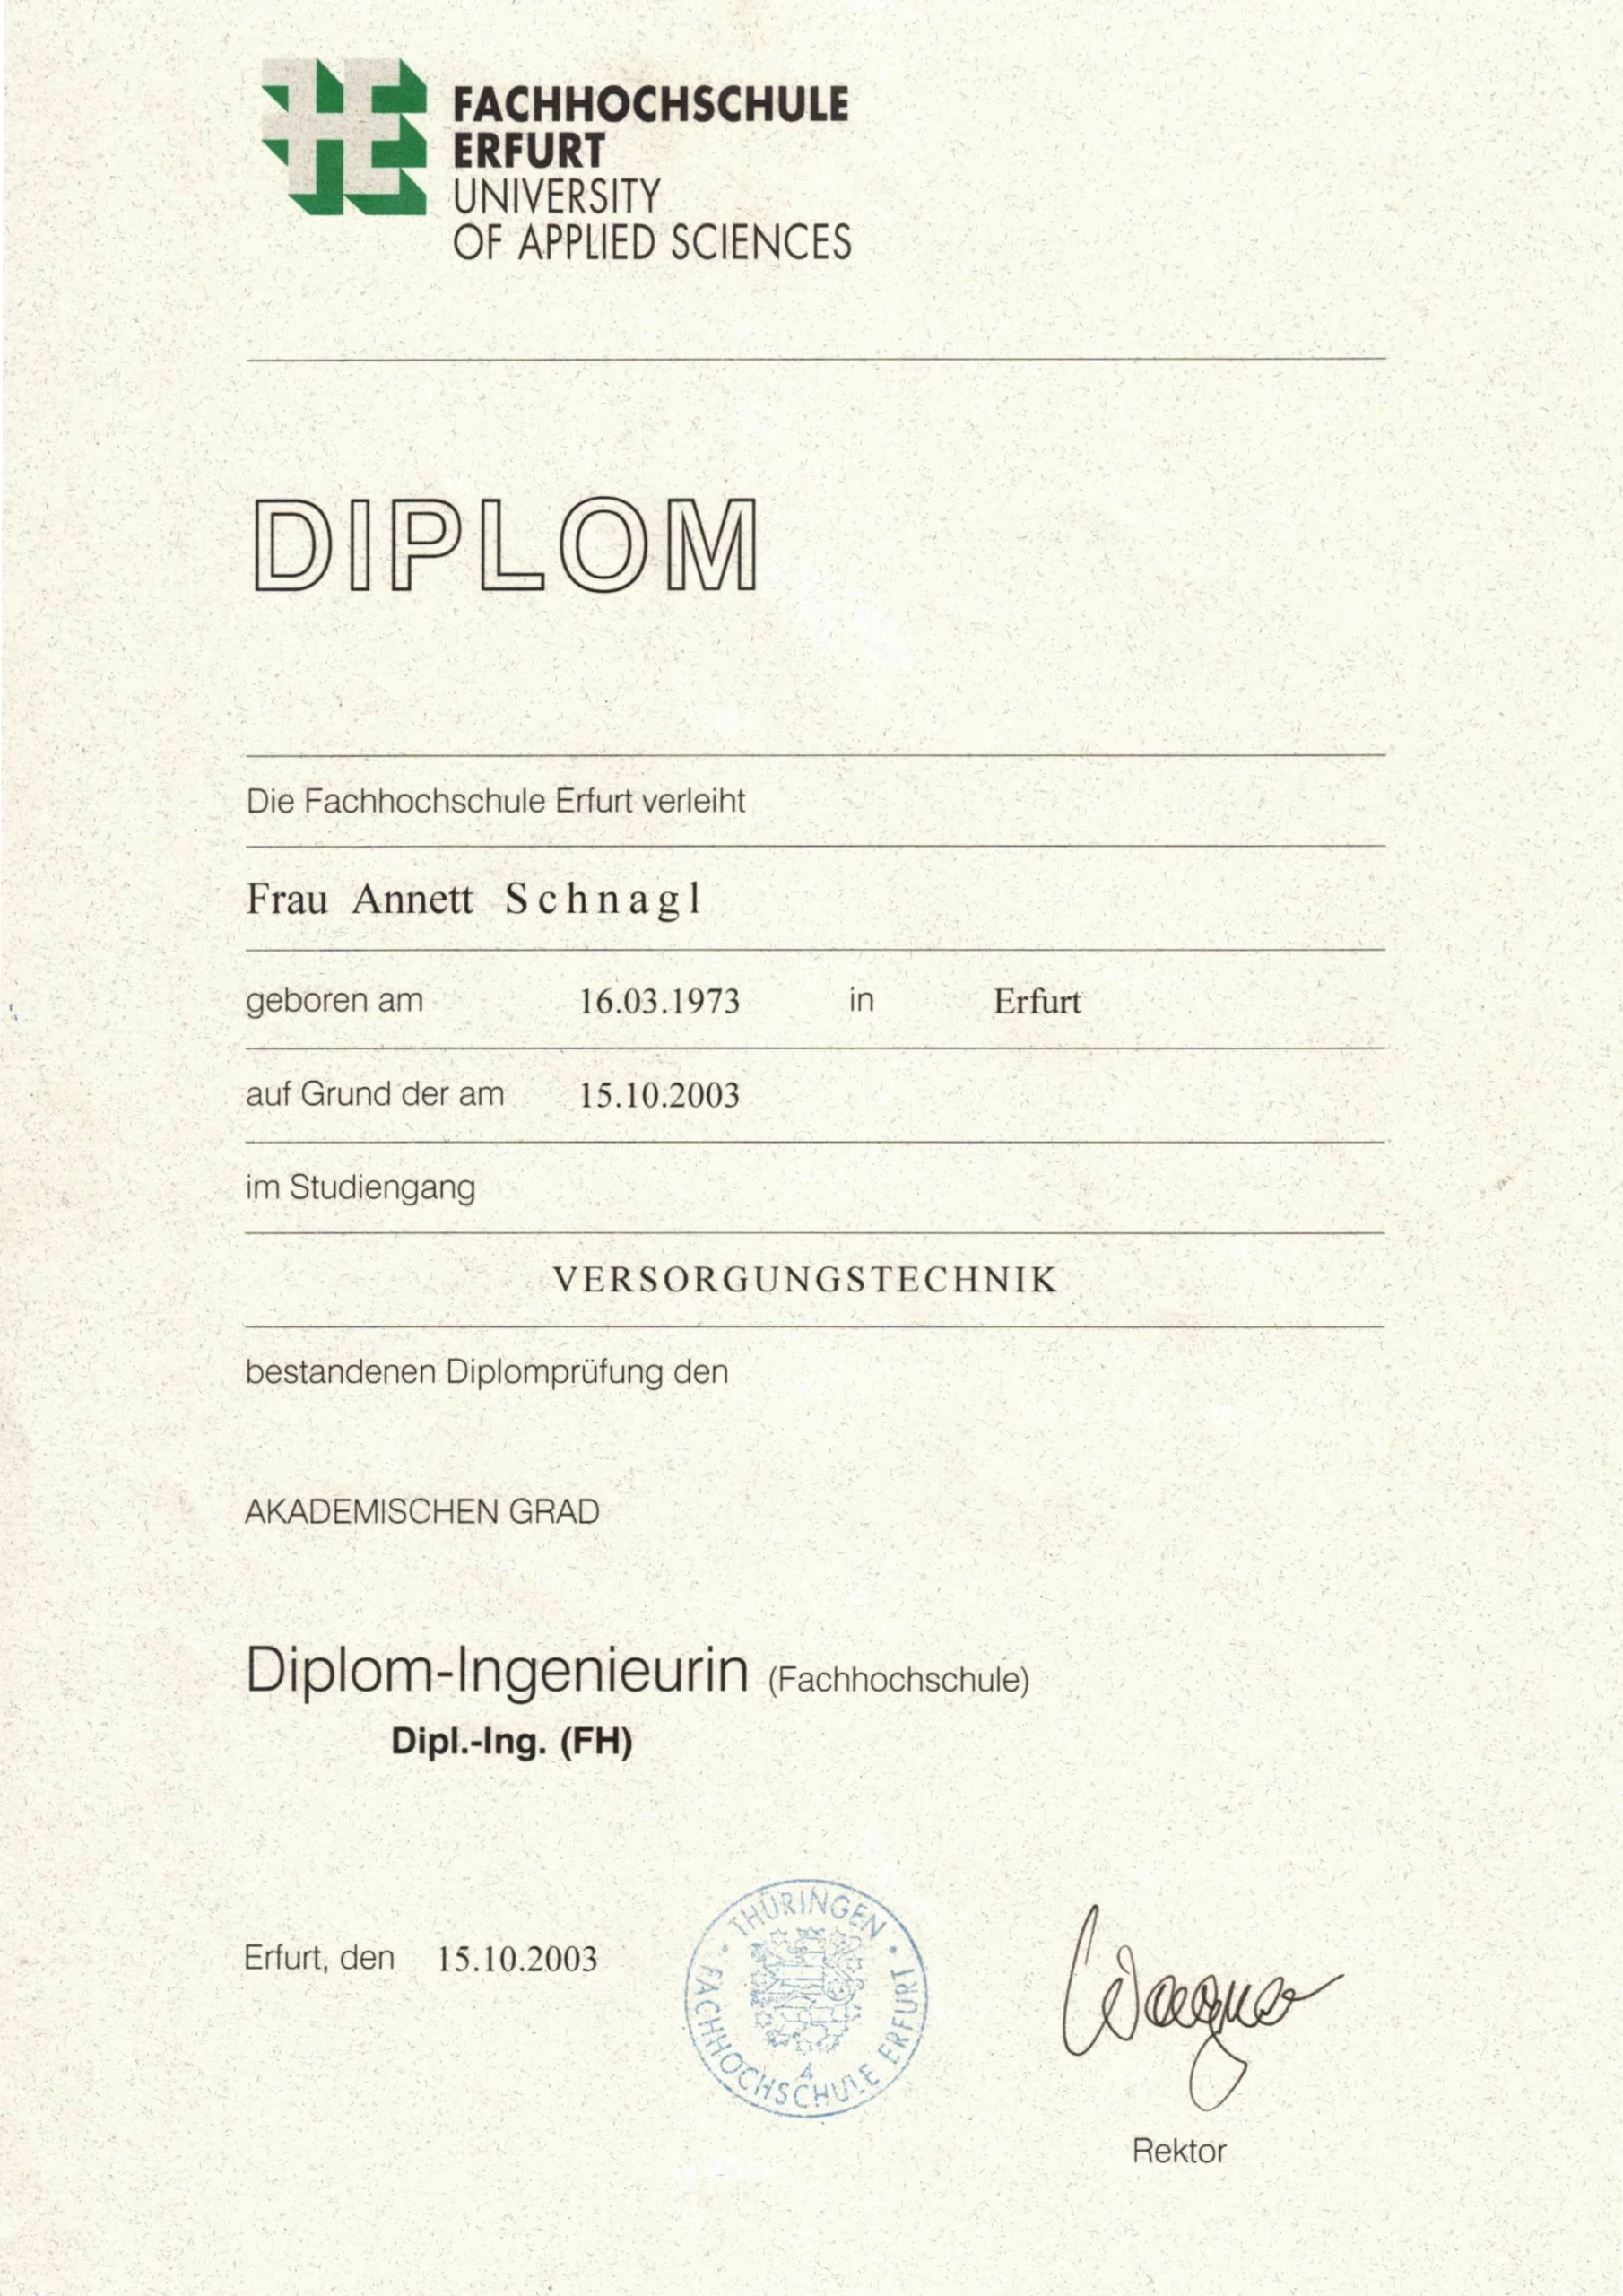 FACHHOCHSCHULE
ERFURT
UNIVERSITY
OF APPLIED SCIENCES
DIPLOM
Die Fachhochschule Erfurt verleiht
Frau Annett Schnagl
geboren am 16.03.1973 in Erfurt
auf Grund der am 15.10.2003
im Studiengang
VERSORGUNGSTECHNIK
bestandenen Diplomprüfung den
AKADEMISCHEN GRAD
Diplom-Ingenieurin (Fachhochschule)
Dipl.-Ing. (FH)
THÜRINGEN
FACHHOCHSCHULE ERFURT
4
Erfurt, den 15.10.2003
Wagner
Rektor